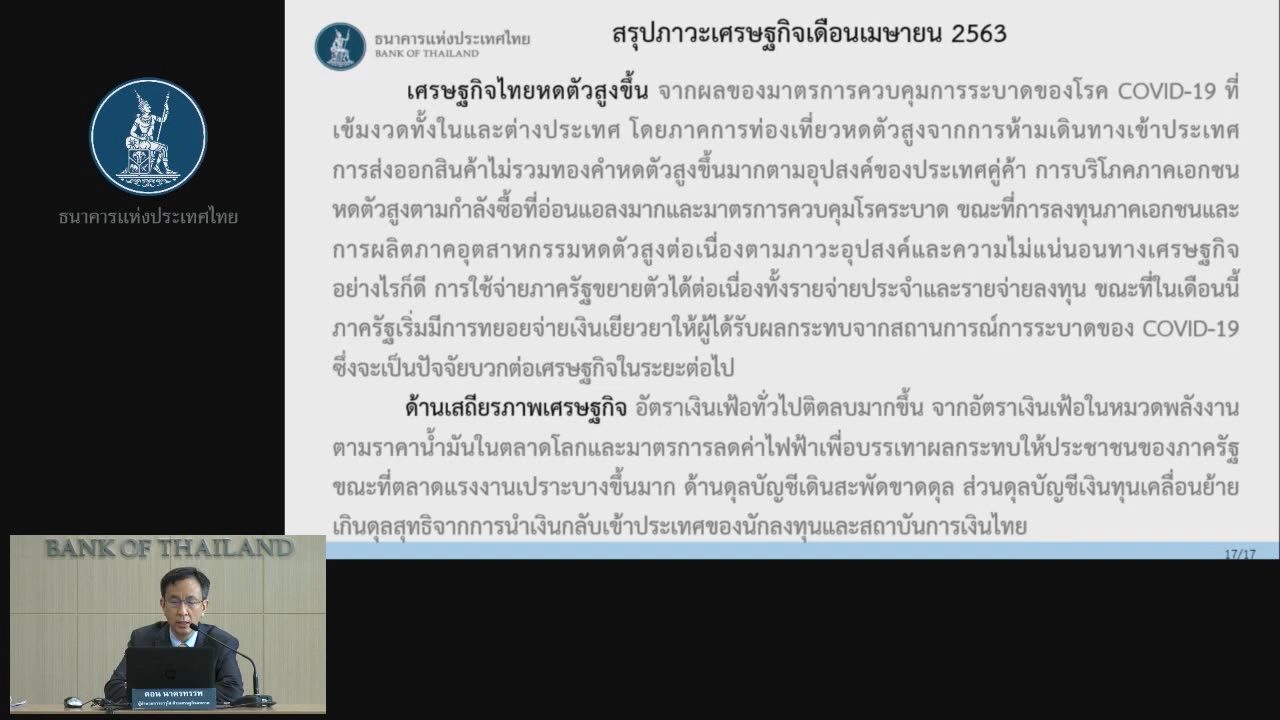 ธนาคารแห่งประเทศไทย
BANK OF THAILAND
สรุปภาวะเศรษฐกิจเดือนเมษายน 2563
เศรษฐกิจไทยหดตัวสูงขึ้น จากผลของมาตรการควบคุมการระบาดของโรค COVID-19 ที่
เข้มงวดทั้งในและต่างประเทศ โดยภาคการท่องเที่ยวหดตัวสูงจากการห้ามเดินทางเข้าประเทศ
การส่งออกสินค้าไม่รวมทองคำหดตัวสูงขึ้นมากตามอุปสงค์ของประเทศคู่ค้า การบริโภคภาคเอกชน
หดตัวสูงตามกำลังซื้อที่อ่อนแอลงมากและมาตรการควบคุมโรคระบาด ขณะที่การลงทุนภาคเอกชนและ
การผลิตภาคอุตสาหกรรมหดตัวสูงต่อเนื่องตามภาวะอุปสงค์และความไม่แน่นอนทางเศรษฐกิจ
อย่างไรก็ดี การใช้จ่ายภาครัฐขยายตัวได้ต่อเนื่องทั้งรายจ่ายประจำและรายจ่ายลงทุน ขณะที่ในเดือนนี้
ภาครัฐเริ่มมีการทยอยจ่ายเงินเยียวยาให้ผู้ได้รับผลกระทบจากสถานการณ์การระบาดของ COVID-19
ซึ่งจะเป็นปัจจัยบวกต่อเศรษฐกิจในระยะต่อไป
ด้านเสถียรภาพเศรษฐกิจ อัตราเงินเฟ้อทั่วไปติดลบมากขึ้น จากอัตราเงินเฟ้อในหมวดพลังงาน
ตามราคาน้ำมันในตลาดโลกและมาตรการลดค่าไฟฟ้าเพื่อบรรเทาผลกระทบให้ประชาชนของภาครัฐ
ขณะที่ตลาดแรงงานเปราะบางขึ้นมาก ด้านดุลบัญชีเดินสะพัดขาดดุล ส่วนดุลบัญชีเงินทุนเคลื่อนย้าย
เกินดุลสุทธิจากการนำเงินกลับเข้าประเทศของนักลงทุนและสถาบันการเงินไทย
17/17
ธนาคารแห่งประเทศไทย
BANK OF THAILAND
ดอน นาครทรรพ